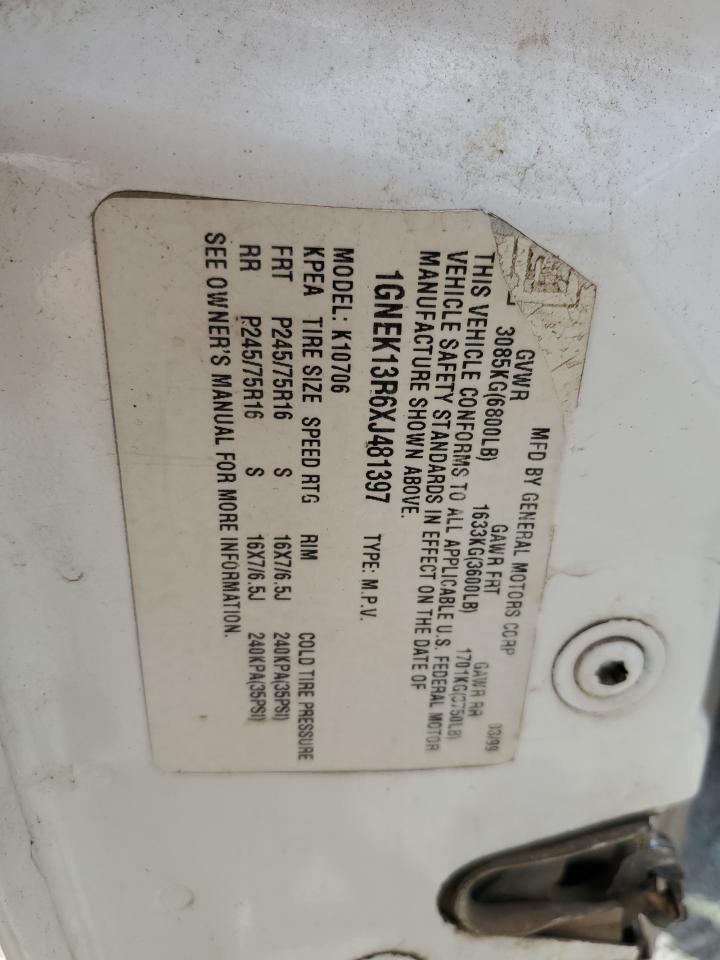 MFD BY GENERAL MOTORS CORP 03/99
GVWR GAWR FRT GAWR RR
3085KG(6800LB) 1633KG(3600LB) 1701KG(3750LB)
THIS VEHICLE CONFORMS TO ALL APPLICABLE U.S. FEDERAL MOTOR
VEHICLE SAFETY STANDARDS IN EFFECT ON THE DATE OF
MANUFACTURE SHOWN ABOVE.
1GNEK13R6XJ481397 TYPE: M.P.V.
MODEL: K10706
KPEA TIRE SIZE SPEED RTG RIM COLD TIRE PRESSURE
FRT P245/75R16 S 16X7/6.5J 240KPA(35PSI)
RR P245/75R16 S 16X7/6.5J 240KPA(35PSI)
SEE OWNER'S MANUAL FOR MORE INFORMATION.